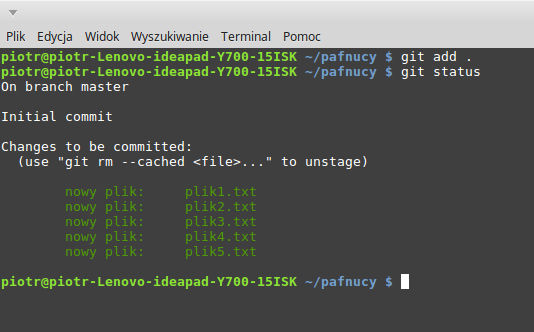 Plik Edycja Widok Wyszukiwanie Terminal Pomoc
piotr@piotr-Lenovo-ideapad-Y700-15ISK ~/pafnucy $ git add .
piotr@piotr-Lenovo-ideapad-Y700-15ISK ~/pafnucy $ git status
On branch master
Initial commit
Changes to be committed:
(use "git rm --cached <file>..." to unstage)
nowy plik: plik1.txt
nowy plik: plik2.txt
nowy plik: plik3.txt
nowy plik: plik4.txt
nowy plik: plik5.txt
piotr@piotr-Lenovo-ideapad-Y700-15ISK ~/pafnucy $